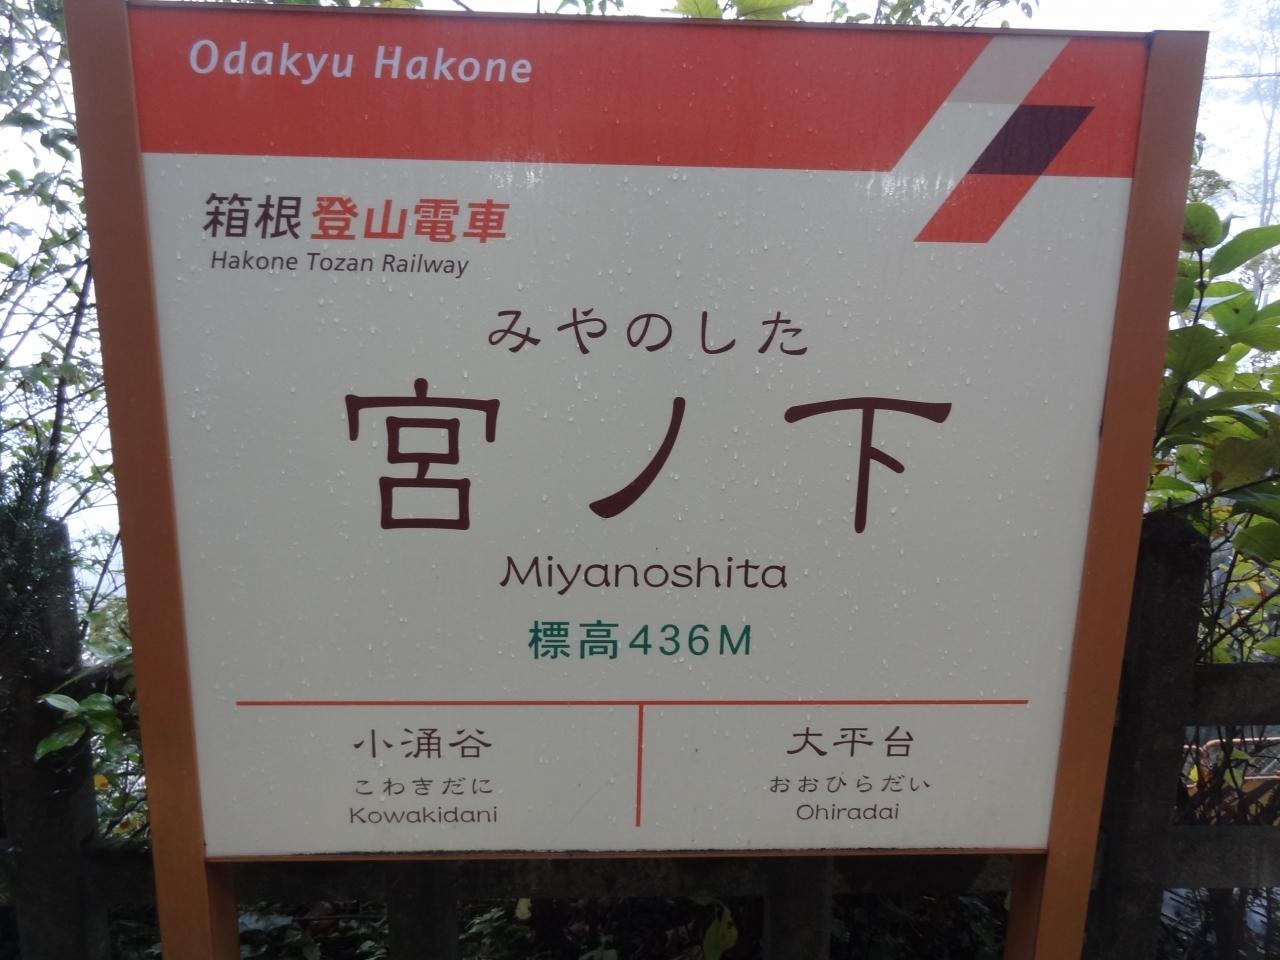 Odakyu Hakone
箱根登山電車
Hakone Tozan Railway
みやのした
宮ノ下
Miyanoshita
標高436M
小涌谷
こわきだに
Kowakidani
大平台
おおひらだい
Ohiradai